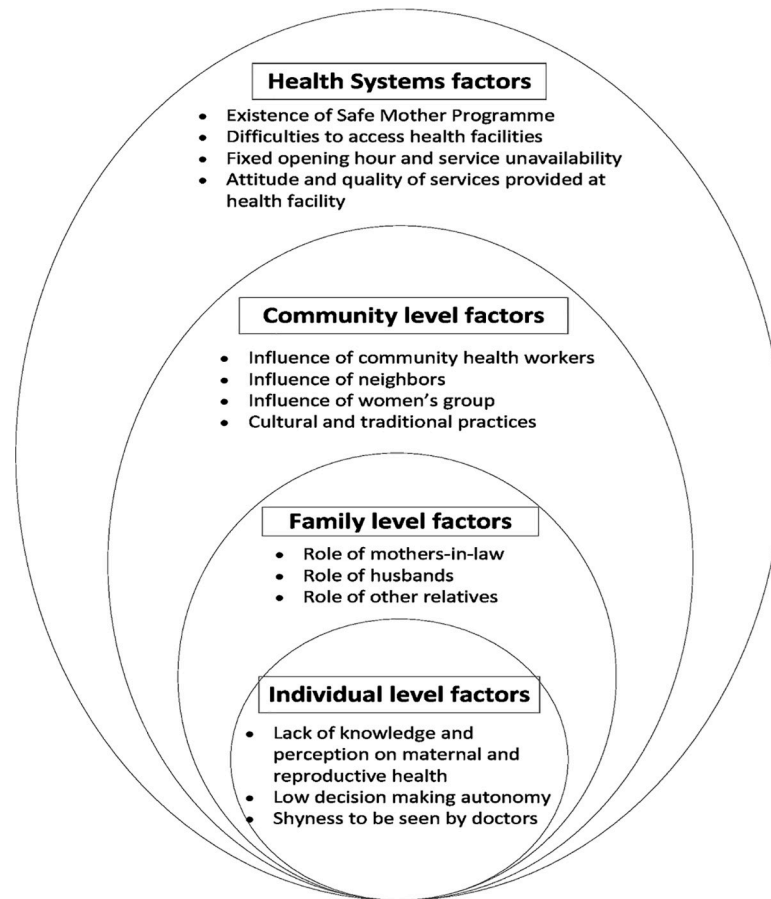 Health Systems factors
• Existence of Safe Mother Programme
• Difficulties to access health facilities
• Fixed opening hour and service unavailability
• Attitude and quality of services provided at
health facility
Community level factors
• Influence of community health workers
• Influence of neighbors
• Influence of women's group
• Cultural and traditional practices
Family level factors
• Role of mothers-in-law
• Role of husbands
• Role of other relatives
Individual level factors
• Lack of knowledge and
perception on maternal and
reproductive health
• Low decision making autonomy
• Shyness to be seen by doctors